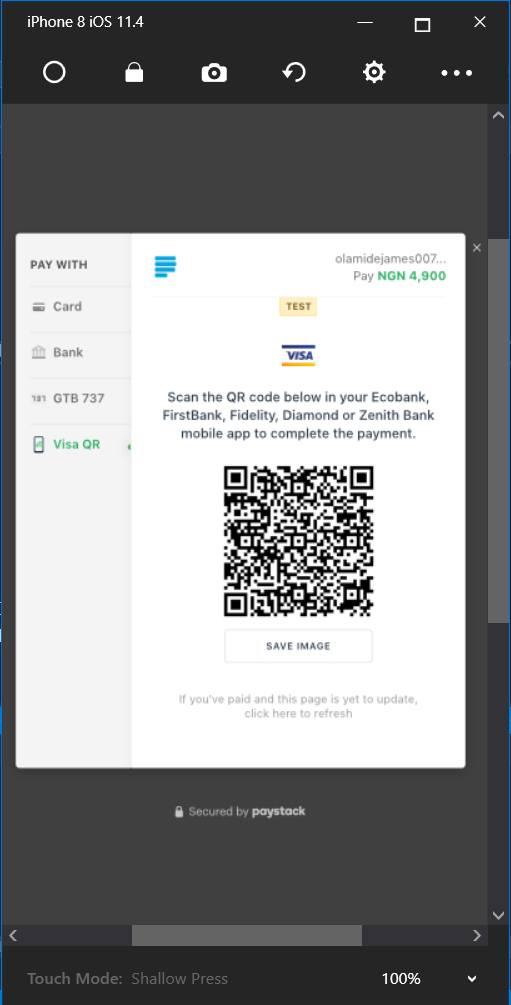 iPhone 8 iOS 11.4
PAY WITH
Card
Bank
737 GTB 737
Visa QR
olamidejames007...
Pay NGN 4,900
TEST
VISA
Scan the QR code below in your Ecobank,
FirstBank, Fidelity, Diamond or Zenith Bank
mobile app to complete the payment.
SAVE IMAGE
If you've paid and this page is yet to update,
click here to refresh
Secured by paystack
Touch Mode: Shallow Press
100%